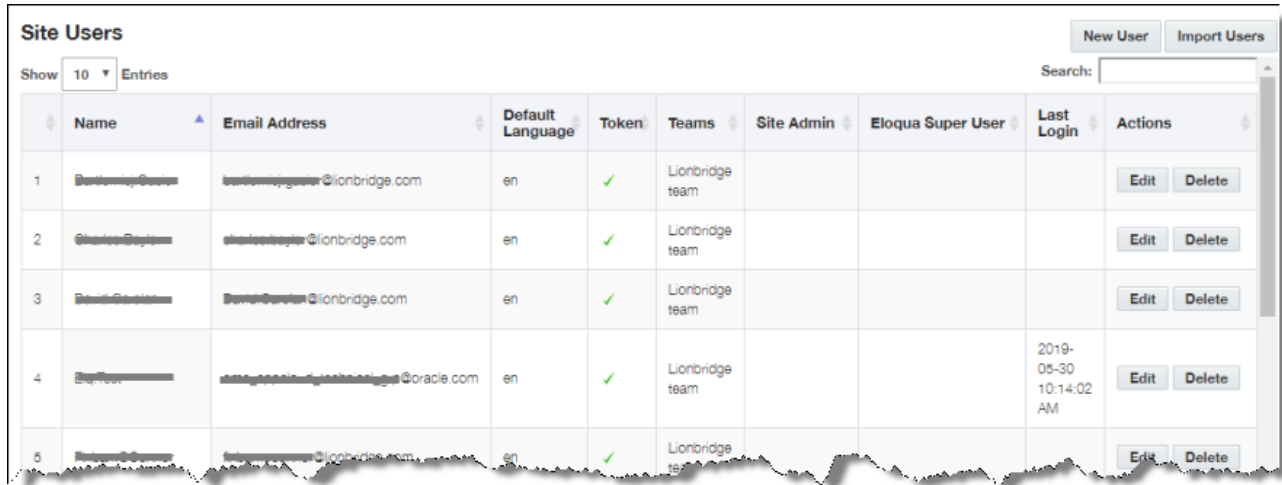 Site Users
New User Import Users
Show 10 Entries
Search:
Name Email Address Default Language Token Teams Site Admin Eloqua Super User Last Login Actions
1 @lionbridge.com en Lionbridge team Edit Delete
2 @lionbridge.com en Lionbridge team Edit Delete
3 @lionbridge.com en Lionbridge team Edit Delete
4 @oracle.com en Lionbridge team 2019-05-30 10:14:02 AM Edit Delete
5 @lionbridge.com en Lionbridge Edit Delete